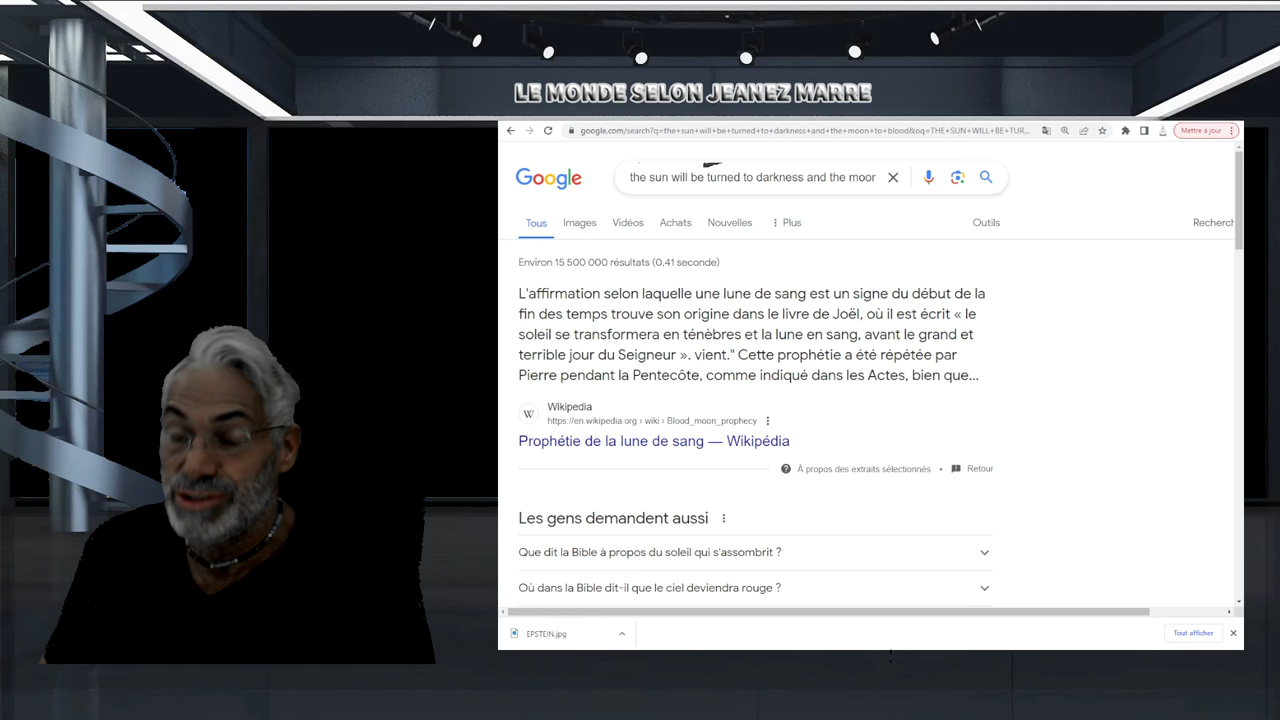 LE MONDE SELON JEANEZ MARRE
google.com/search?q=the+sun+will+be+turned+to+darkness+and+the+moon+to+blood&oq=THE+SUN+WILL+BE+TUR...
Mettre à jour
Google
the sun will be turned to darkness and the moor
Tous Images Vidéos Achats Nouvelles Plus Outils Recherch
Environ 15 500 000 résultats (0,41 seconde)
L'affirmation selon laquelle une lune de sang est un signe du début de la
fin des temps trouve son origine dans le livre de Joël, où il est écrit « le
soleil se transformera en ténèbres et la lune en sang, avant le grand et
terrible jour du Seigneur ». vient." Cette prophétie a été répétée par
Pierre pendant la Pentecôte, comme indiqué dans les Actes, bien que...
W
Wikipedia
https://en.wikipedia.org › wiki › Blood_moon_prophecy
Prophétie de la lune de sang — Wikipédia
À propos des extraits sélectionnés • Retour
Les gens demandent aussi
Que dit la Bible à propos du soleil qui s'assombrit ?
Où dans la Bible dit-il que le ciel deviendra rouge ?
EPSTEIN.jpg
Tout afficher